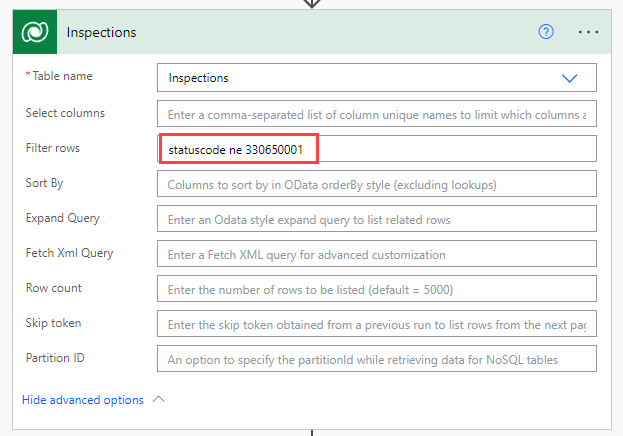 Inspections
* Table name
Inspections
Select columns
Enter a comma-separated list of column unique names to limit which columns a
Filter rows
statuscode ne 330650001
Sort By
Columns to sort by in OData orderBy style (excluding lookups)
Expand Query
Enter an Odata style expand query to list related rows
Fetch Xml Query
Enter a Fetch XML query for advanced customization
Row count
Enter the number of rows to be listed (default = 5000)
Skip token
Enter the skip token obtained from a previous run to list rows from the next pag
Partition ID
An option to specify the partitionId while retrieving data for NoSQL tables
Hide advanced options